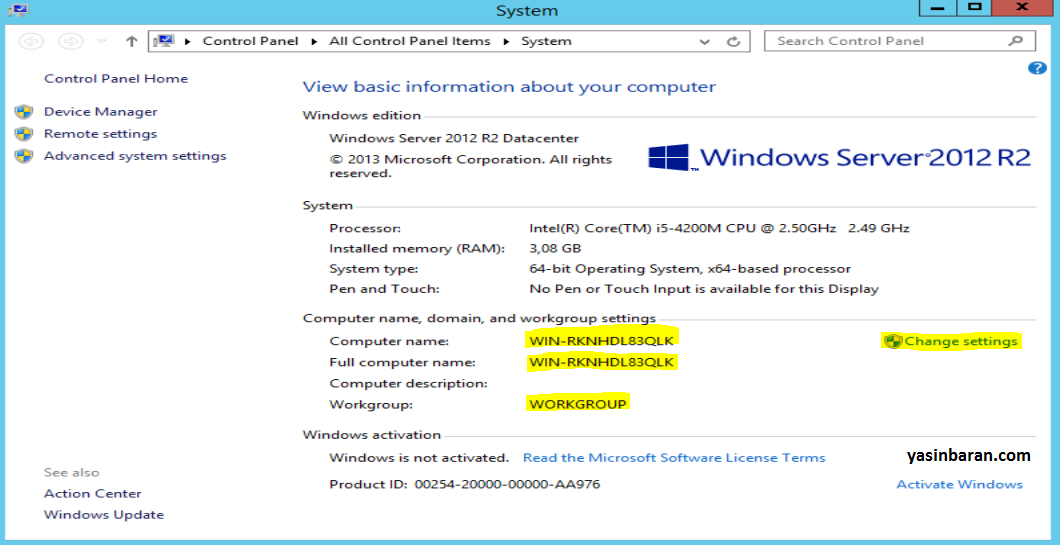 System
Control Panel All Control Panel Items System
Search Control Panel
Control Panel Home
Device Manager
Remote settings
Advanced system settings
See also
Action Center
Windows Update
View basic information about your computer
Windows edition
Windows Server 2012 R2 Datacenter
© 2013 Microsoft Corporation. All rights
reserved.
Windows Server® 2012 R2
System
Processor: Intel(R) Core(TM) i5-4200M CPU @ 2.50GHz 2.49 GHz
Installed memory (RAM): 3,08 GB
System type: 64-bit Operating System, x64-based processor
Pen and Touch: No Pen or Touch Input is available for this Display
Computer name, domain, and workgroup settings
Computer name: WIN-RKNHDL83QLK Change settings
Full computer name: WIN-RKNHDL83QLK
Computer description:
Workgroup: WORKGROUP
Windows activation
Windows is not activated. Read the Microsoft Software License Terms
yasinbaran.com
Product ID: 00254-20000-00000-AA976 Activate Windows